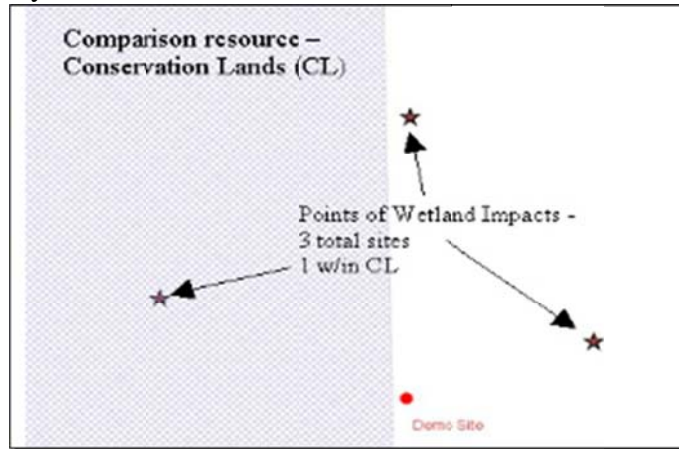 Comparison resource –
Conservation Lands (CL)
Points of Wetland Impacts -
3 total sites
1 w/in CL
Demo Site